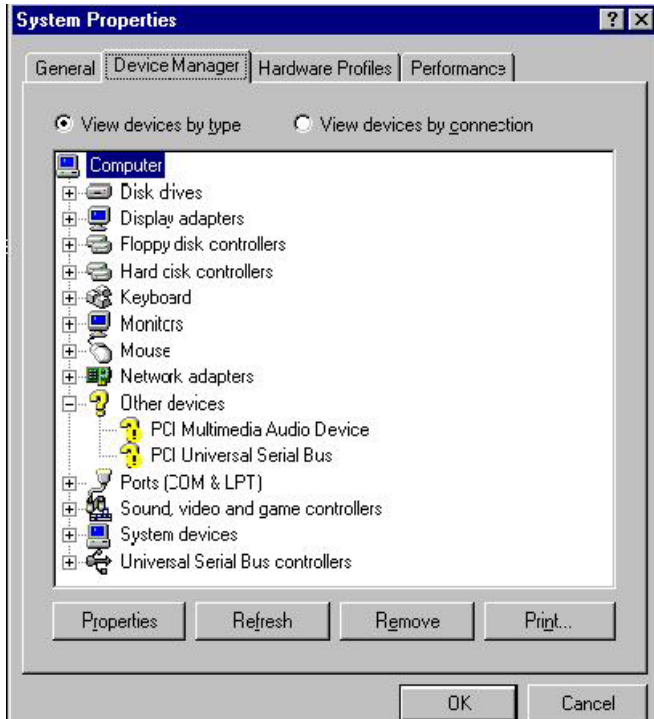 System Properties
General Device Manager Hardware Profiles Performance
View devices by type View devices by connection
Computer
Disk drives
Display adapters
Floppy disk controllers
Hard disk controllers
Keyboard
Monitors
Mouse
Network adapters
Other devices
PCI Multimedia Audio Device
PCI Universal Serial Bus
Ports (COM & LPT)
Sound, video and game controllers
System devices
Universal Serial Bus controllers
Properties Refresh Remove Print...
OK Cancel